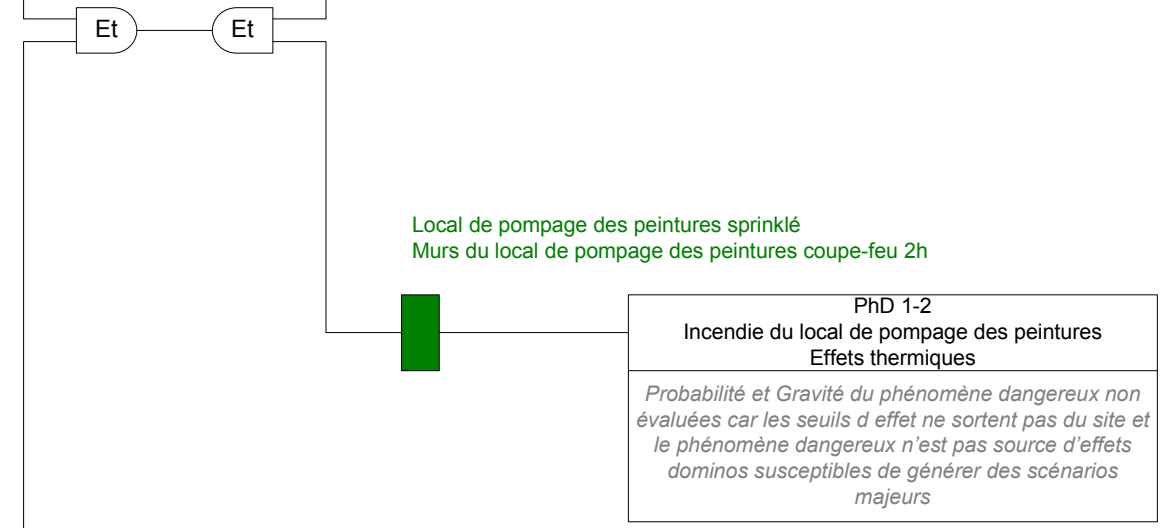 Et
Et
Local de pompage des peintures sprinklé
Murs du local de pompage des peintures coupe-feu 2h
PhD 1-2
Incendie du local de pompage des peintures
Effets thermiques
Probabilité et Gravité du phénomène dangereux non
évaluées car les seuils d effet ne sortent pas du site et
le phénomène dangereux n’est pas source d’effets
dominos susceptibles de générer des scénarios
majeurs